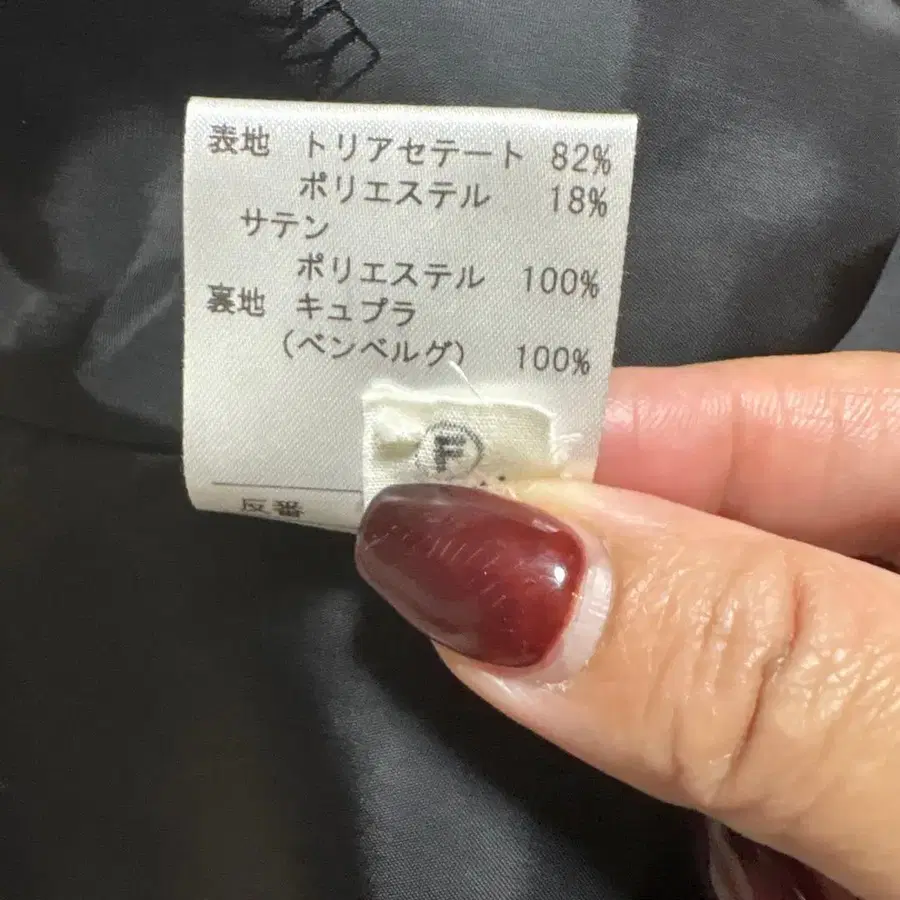 表地 トリアセテート 82%
ポリエステル 18%
サテン
ポリエステル 100%
裏地 キュプラ
(ベンベルグ) 100%
F
反番